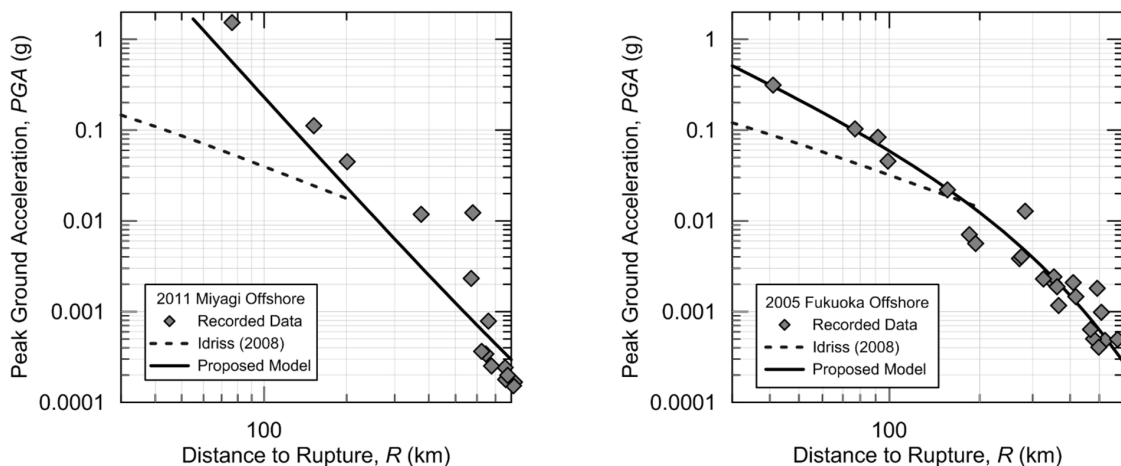 Peak Ground Acceleration, PGA (g)
1
0.1
0.01
0.001
0.0001
2011 Miyagi Offshore
Recorded Data
Idriss (2008)
Proposed Model
100
Distance to Rupture, R (km)
Peak Ground Acceleration, PGA (g)
1
0.1
0.01
0.001
0.0001
2005 Fukuoka Offshore
Recorded Data
Idriss (2008)
Proposed Model
100
Distance to Rupture, R (km)